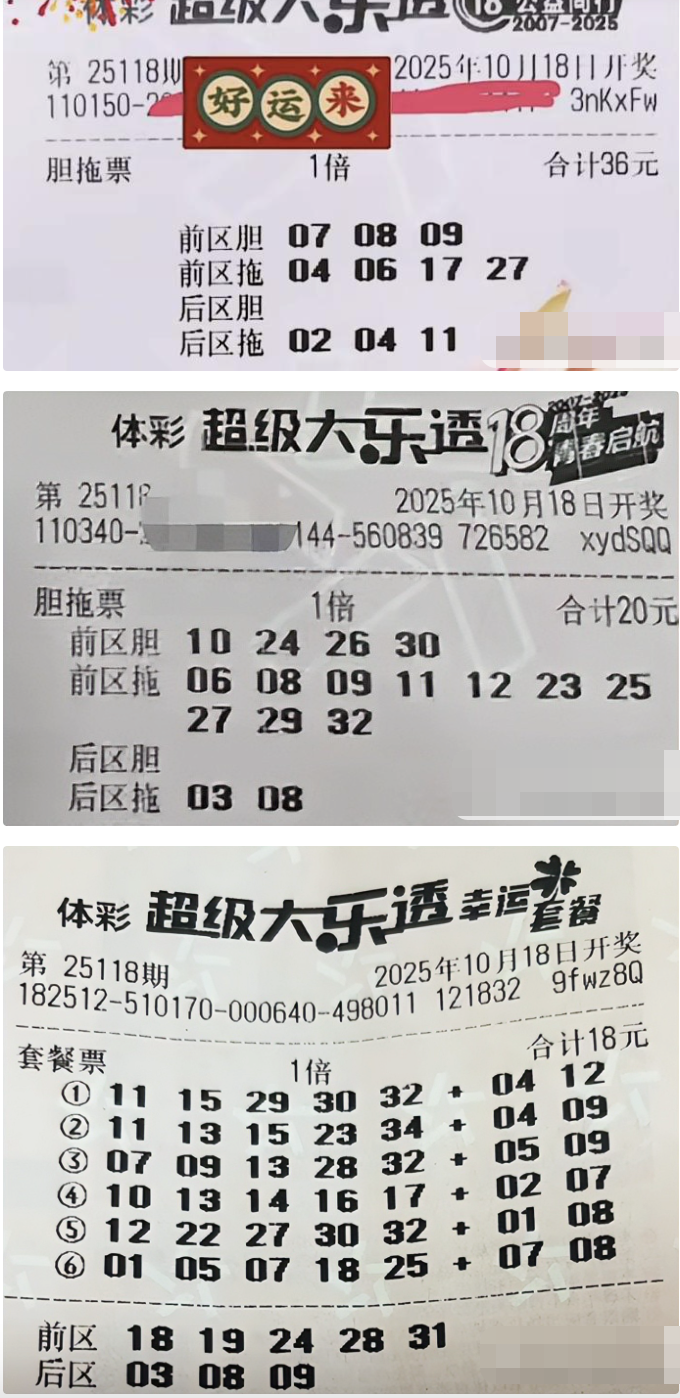 体彩 超级大乐透 18 公益同行
2007-2025
第 25118期
好运来
2025年10月18日开奖
110150-2
3nKxFw
胆拖票 1倍 合计36元
前区胆 07 08 09
前区拖 04 06 17 27
后区胆
后区拖 02 04 11
体彩 超级大乐透 18周年 青春启航
第 25118 2025年10月18日开奖
110340- 144-560839 726582 xydSQQ
胆拖票 1倍 合计20元
前区胆 10 24 26 30
前区拖 06 08 09 11 12 23 25
27 29 32
后区胆
后区拖 03 08
体彩 超级大乐透 幸运套餐
第 25118期 2025年10月18日开奖
182512-510170-000640-498011 121832 9fwz8Q
套餐票 1倍 合计18元
① 11 15 29 30 32 + 04 12
② 11 13 15 23 34 + 04 09
③ 07 09 13 28 32 + 05 09
④ 10 13 14 16 17 + 02 07
⑤ 12 22 27 30 32 + 01 08
⑥ 01 05 07 18 25 + 07 08
前区 18 19 24 28 31
后区 03 08 09